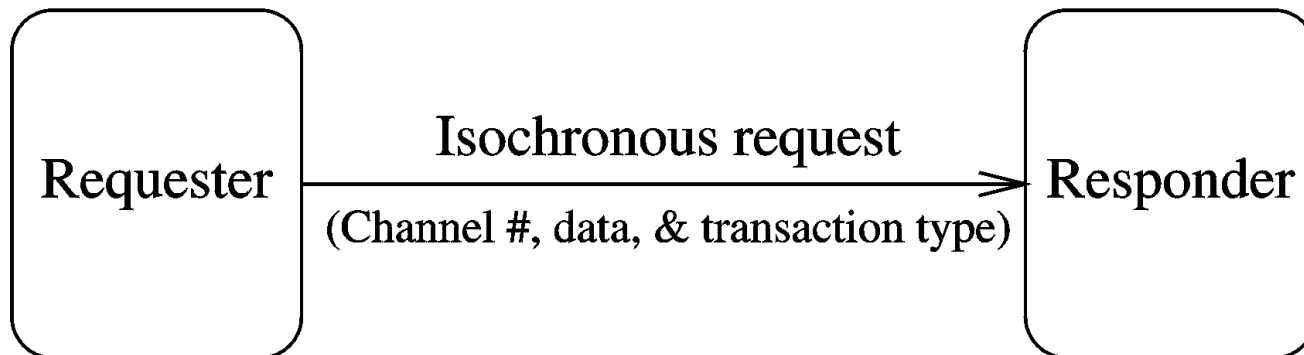 Isochronous request
Requester
Responder
(Channel #, data, & transaction type)